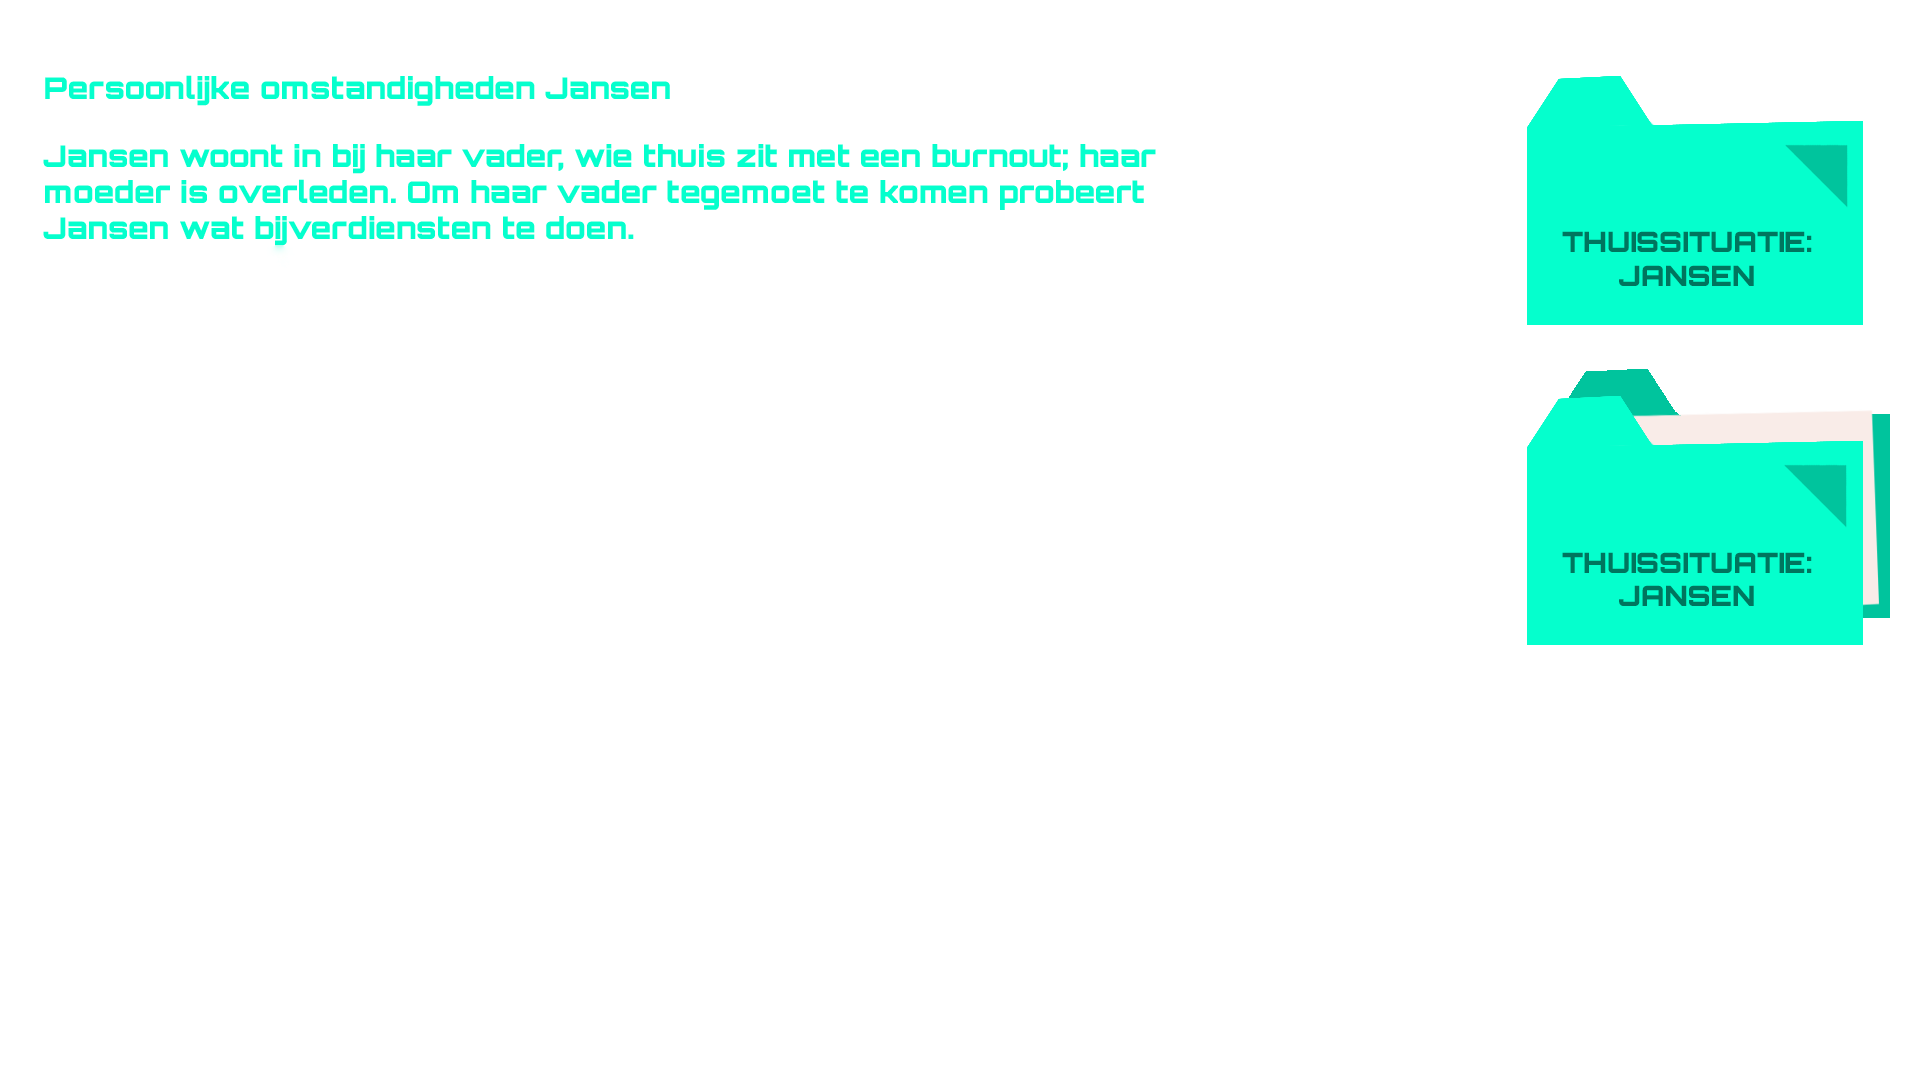 Persoonlijke omstandigheden Jansen
Jansen woont in bij haar vader, wie thuis zit met een burnout; haar
moeder is overleden. Om haar vader tegemoet te komen probeert
Jansen wat bijverdiensten te doen.
THUISSITUATIE:
JANSEN
THUISSITUATIE:
JANSEN